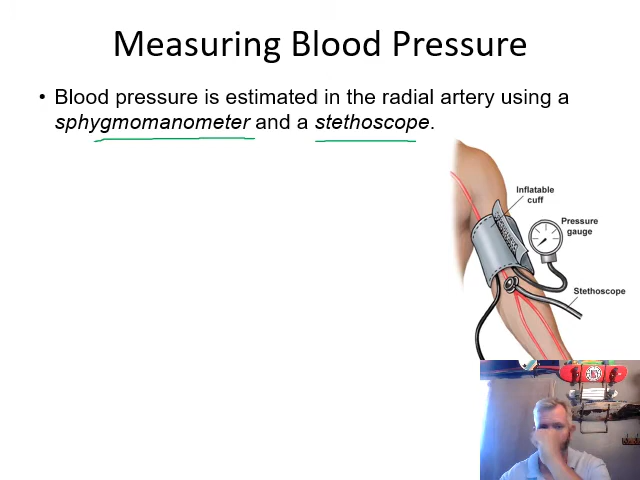 Measuring Blood Pressure
• Blood pressure is estimated in the radial artery using a
sphygmomanometer and a stethoscope.
Inflatable
cuff
Pressure
gauge
Stethoscope